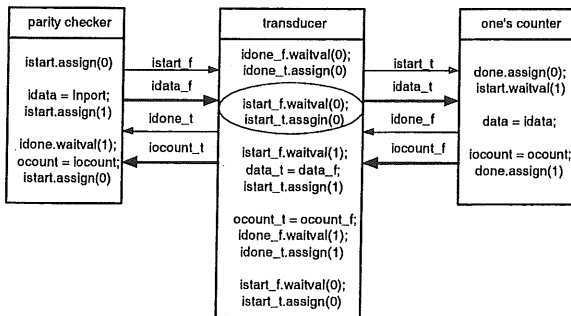 parity checker
istart.assign(0)
idata = Inport;
istart.assign(1)
idone.waitval(1);
ocount = iocount;
istart.assign(0)
istart_f
idata_f
idone_t
iocount_t
transducer
idone_f.waitval(0);
idone_t.assign(0)
istart_f.waitval(0);
istart_t.assgin(0)
istart_f.waitval(1);
data_t = data_f;
istart_t.assign(1)
ocount_t = ocount_f;
idone_f.waitval(1);
idone_t.assign(1)
istart_f.waitval(0);
istart_t.assign(0)
istart_t
idata_t
idone_f
iocount_f
one's counter
done.assign(0);
istart.waitval(1)
data = idata;
iocount = ocount;
done.assign(1)